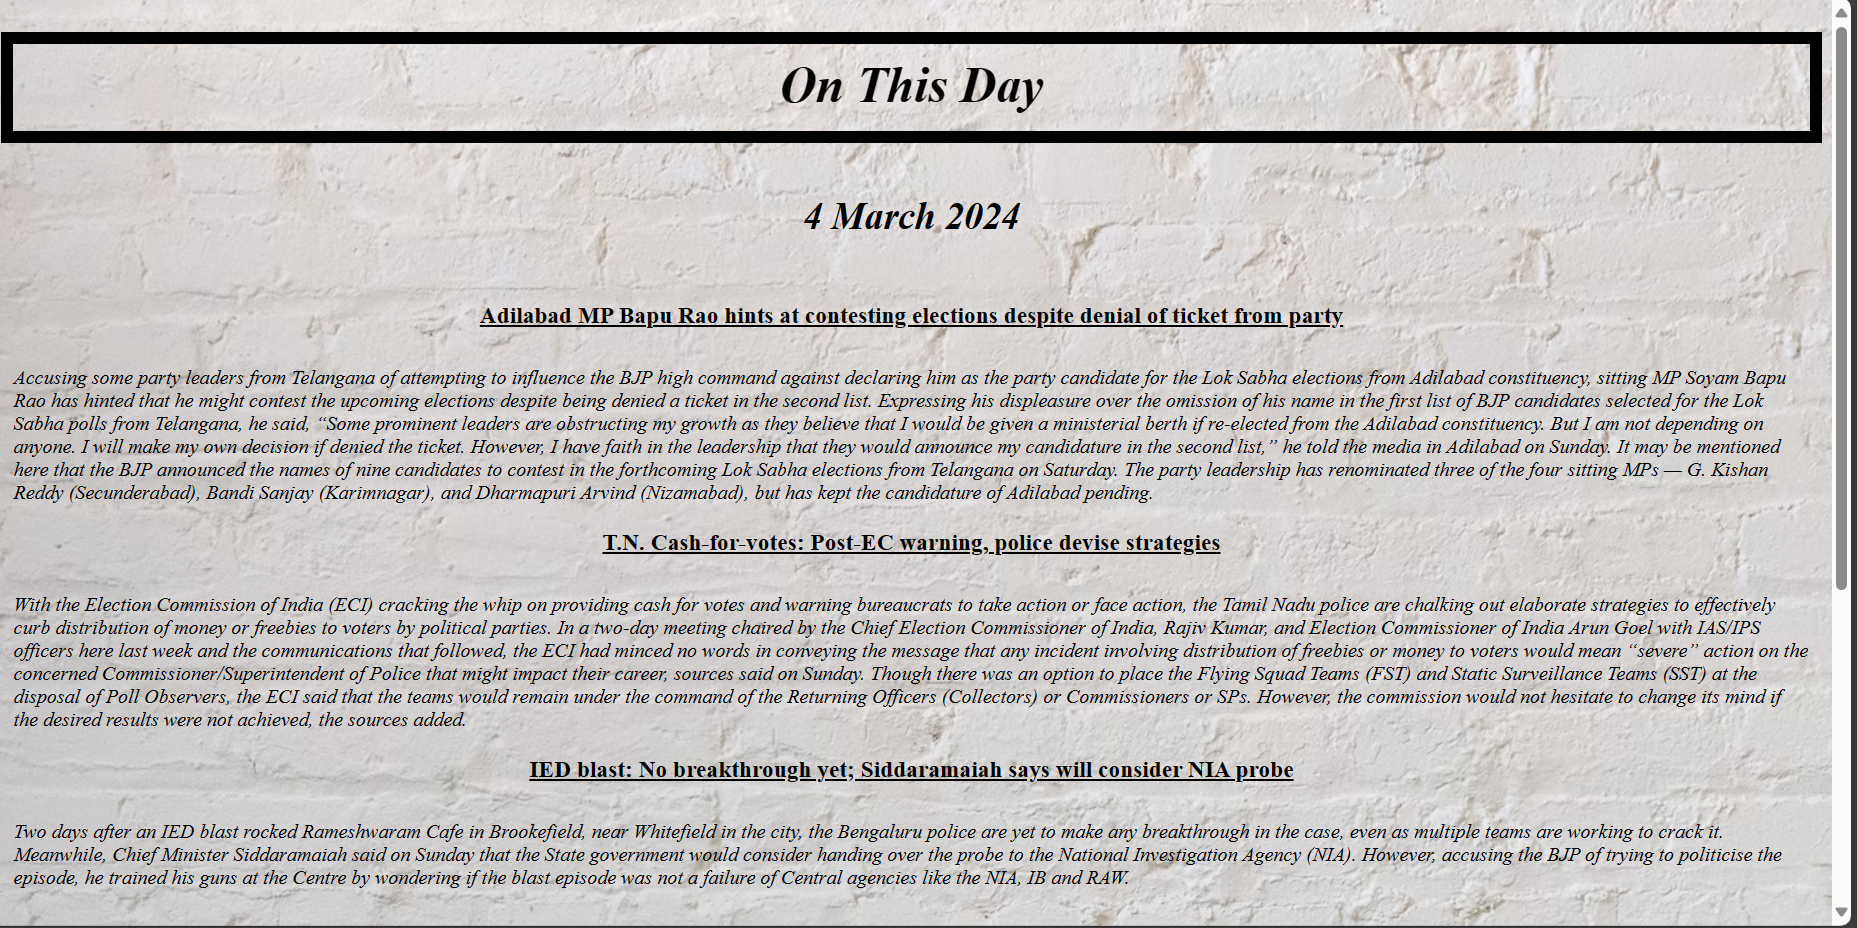 On This Day
4 March 2024
Adilabad MP Bapu Rao hints at contesting elections despite denial of ticket from party
Accusing some party leaders from Telangana of attempting to influence the BJP high command against declaring him as the party candidate for the Lok Sabha elections from Adilabad constituency, sitting MP Soyam Bapu
Rao has hinted that he might contest the upcoming elections despite being denied a ticket in the second list. Expressing his displeasure over the omission of his name in the first list of BJP candidates selected for the Lok
Sabha polls from Telangana, he said, “Some prominent leaders are obstructing my growth as they believe that I would be given a ministerial berth if re-elected from the Adilabad constituency. But I am not depending on
anyone. I will make my own decision if denied the ticket. However, I have faith in the leadership that they would announce my candidature in the second list,” he told the media in Adilabad on Sunday. It may be mentioned
here that the BJP announced the names of nine candidates to contest in the forthcoming Lok Sabha elections from Telangana on Saturday. The party leadership has renominated three of the four sitting MPs — G. Kishan
Reddy (Secunderabad), Bandi Sanjay (Karimnagar), and Dharmapuri Arvind (Nizamabad), but has kept the candidature of Adilabad pending.
T.N. Cash-for-votes: Post-EC warning, police devise strategies
With the Election Commission of India (ECI) cracking the whip on providing cash for votes and warning bureaucrats to take action or face action, the Tamil Nadu police are chalking out elaborate strategies to effectively
curb distribution of money or freebies to voters by political parties. In a two-day meeting chaired by the Chief Election Commissioner of India, Rajiv Kumar, and Election Commissioner of India Arun Goel with IAS/IPS
officers here last week and the communications that followed, the ECI had minced no words in conveying the message that any incident involving distribution of freebies or money to voters would mean “severe” action on the
concerned Commissioner/Superintendent of Police that might impact their career, sources said on Sunday. Though there was an option to place the Flying Squad Teams (FST) and Static Surveillance Teams (SST) at the
disposal of Poll Observers, the ECI said that the teams would remain under the command of the Returning Officers (Collectors) or Commissioners or SPs. However, the commission would not hesitate to change its mind if
the desired results were not achieved, the sources added.
IED blast: No breakthrough yet; Siddaramaiah says will consider NIA probe
Two days after an IED blast rocked Rameshwaram Cafe in Brookefield, near Whitefield in the city, the Bengaluru police are yet to make any breakthrough in the case, even as multiple teams are working to crack it.
Meanwhile, Chief Minister Siddaramaiah said on Sunday that the State government would consider handing over the probe to the National Investigation Agency (NIA). However, accusing the BJP of trying to politicise the
episode, he trained his guns at the Centre by wondering if the blast episode was not a failure of Central agencies like the NIA, IB and RAW.